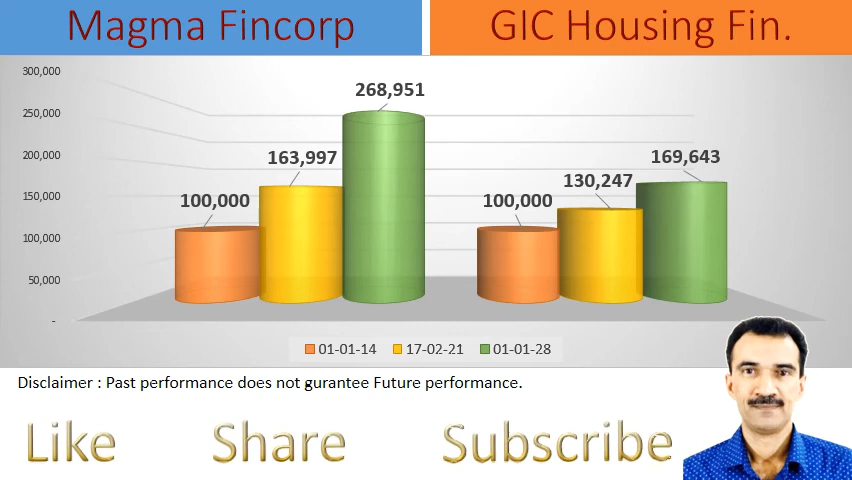 Magma Fincorp
GIC Housing Fin.
300,000
250,000
200,000
150,000
100,000
50,000
-
100,000
163,997
268,951
100,000
130,247
169,643
01-01-14 17-02-21 01-01-28
Disclaimer : Past performance does not gurantee Future performance.
Like Share Subscribe